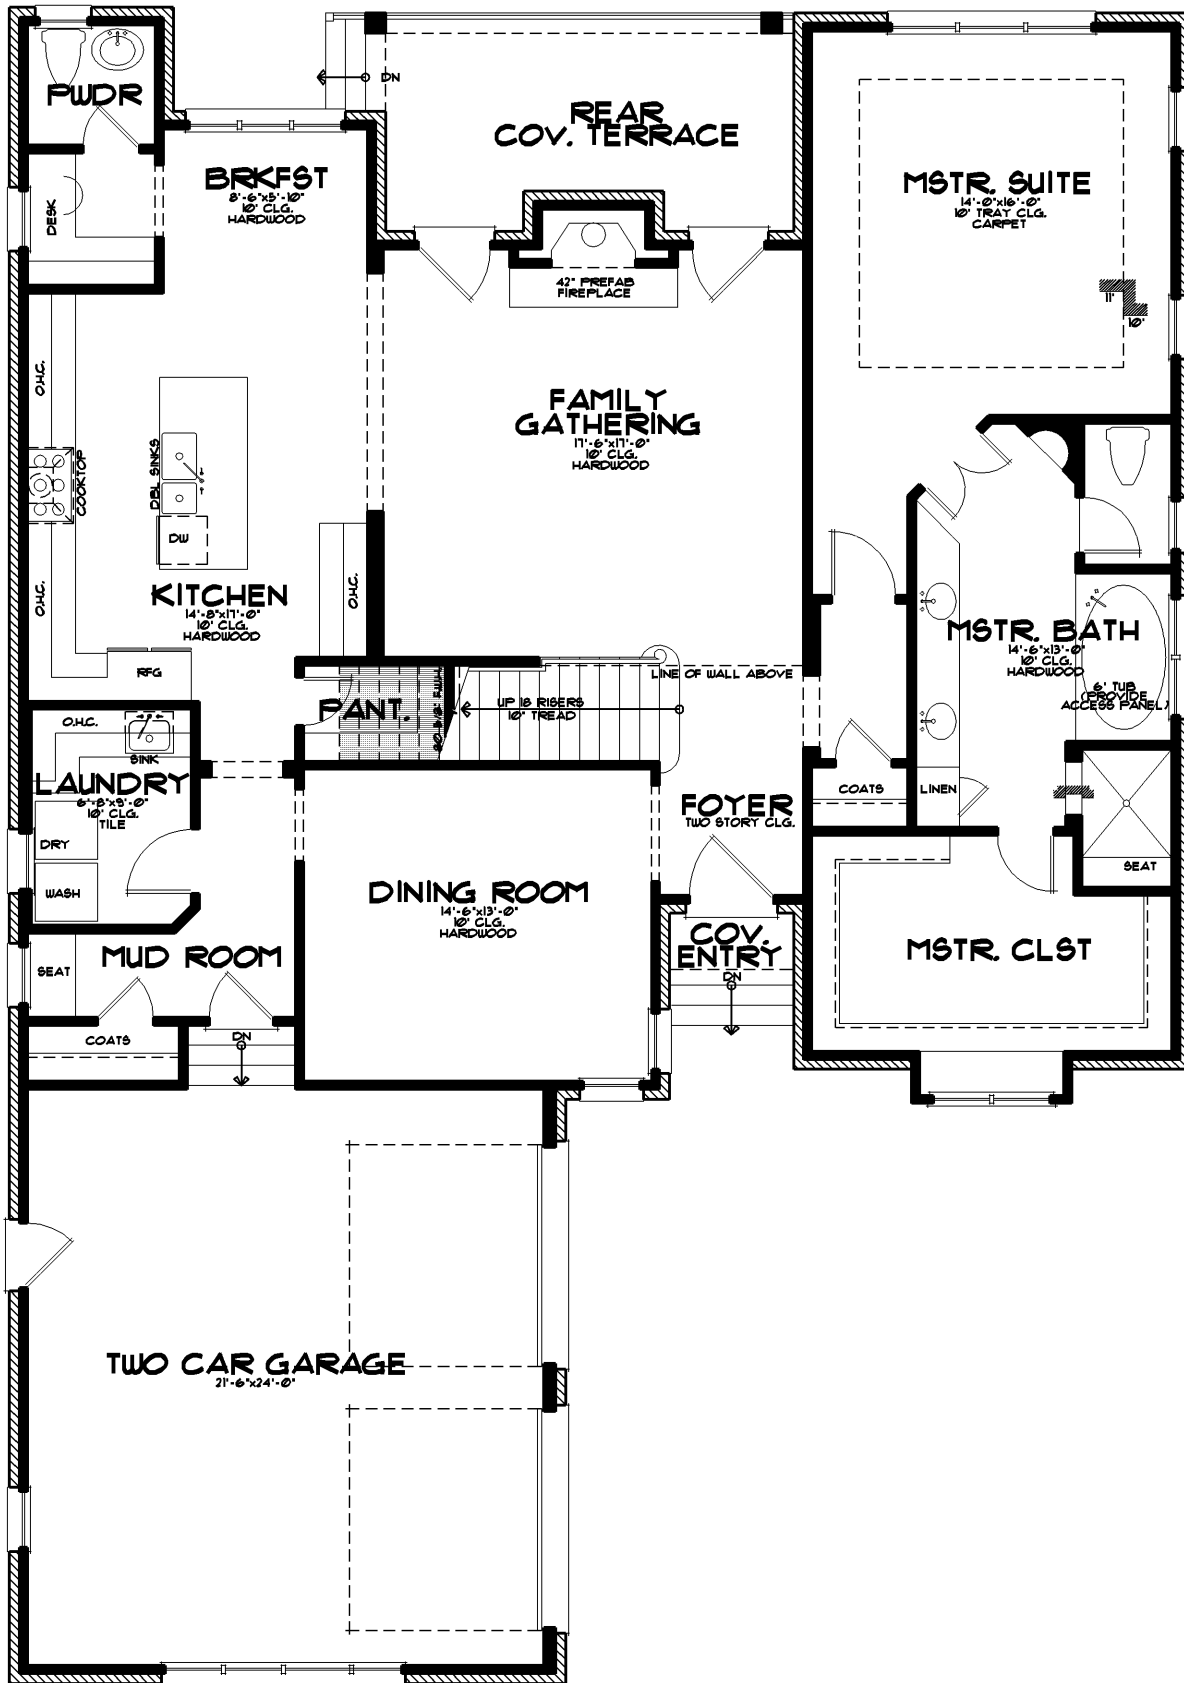 PWDR
DN
REAR
COV. TERRACE
BRKFST
8'-6"x5'-10"
10' CLG.
HARDWOOD
DESK
MSTR. SUITE
14'-0"x16'-0"
10' TRAY CLG.
CARPET
11'
10'
42" PREFAB
FIREPLACE
O.H.C.
COOKTOP
O.H.C.
DBL SINKS
DW
FAMILY
GATHERING
17'-6"x17'-0"
10' CLG.
HARDWOOD
KITCHEN
14'-8"x17'-0"
10' CLG.
HARDWOOD
O.H.C.
RFG
MSTR. BATH
14'-6"x13'-0"
10' CLG.
HARDWOOD
6' TUB
(PROVIDE
ACCESS PANEL)
LINE OF WALL ABOVE
PANT.
UP 18 RISERS
10" TREAD
O.H.C.
SINK
LAUNDRY
6'-8"x9'-0"
10' CLG.
TILE
DRY
WASH
FOYER
TWO STORY CLG.
COATS
LINEN
SEAT
DINING ROOM
14'-6"x13'-0"
10' CLG.
HARDWOOD
COV.
ENTRY
DN
MSTR. CLST
MUD ROOM
SEAT
COATS
DN
TWO CAR GARAGE
21'-6"x24'-0"